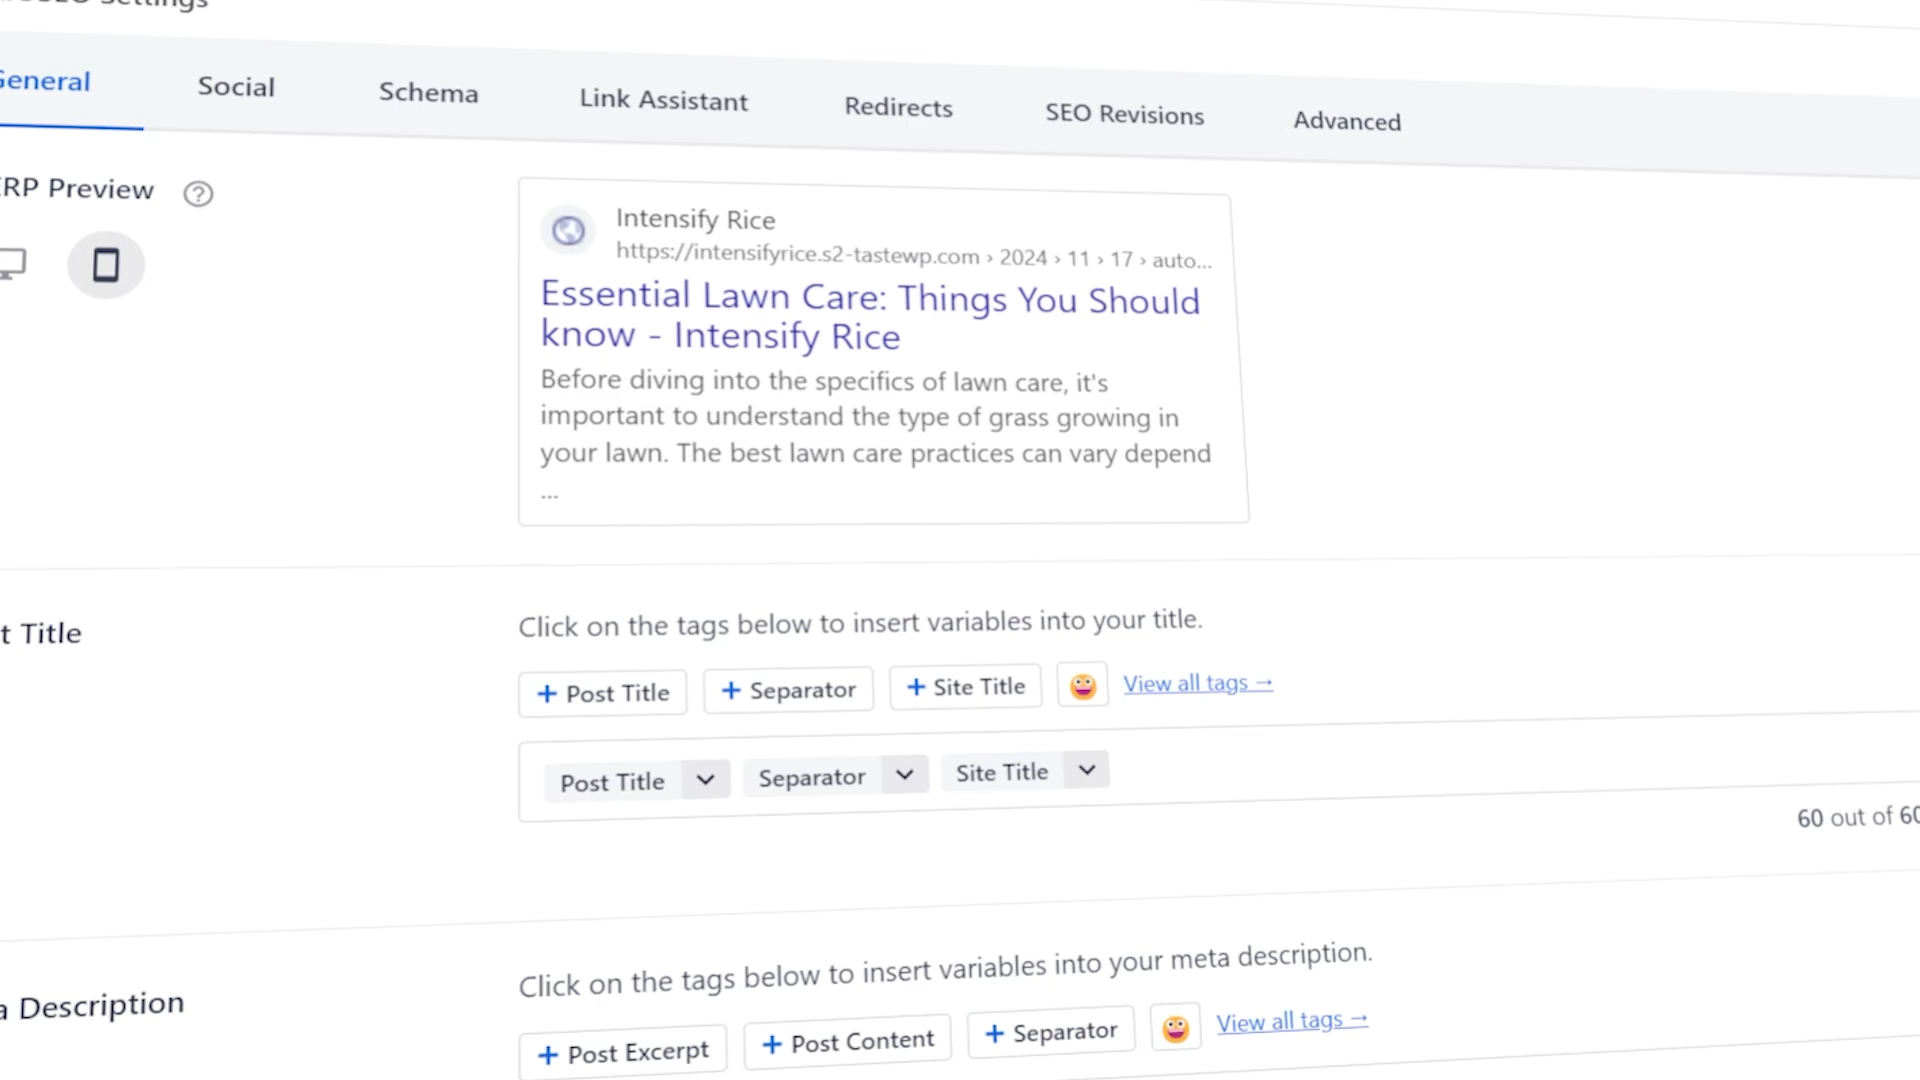 SEO Settings
General Social Schema Link Assistant Redirects SEO Revisions Advanced
ERP Preview
Intensify Rice
https://intensifyrice.s2-tastewp.com › 2024 › 11 › 17 › auto...
Essential Lawn Care: Things You Should
know - Intensify Rice
Before diving into the specifics of lawn care, it's
important to understand the type of grass growing in
your lawn. The best lawn care practices can vary depend
...
t Title
Click on the tags below to insert variables into your title.
+ Post Title + Separator + Site Title View all tags →
Post Title Separator Site Title
60 out of 60
a Description
Click on the tags below to insert variables into your meta description.
+ Post Excerpt + Post Content + Separator View all tags →